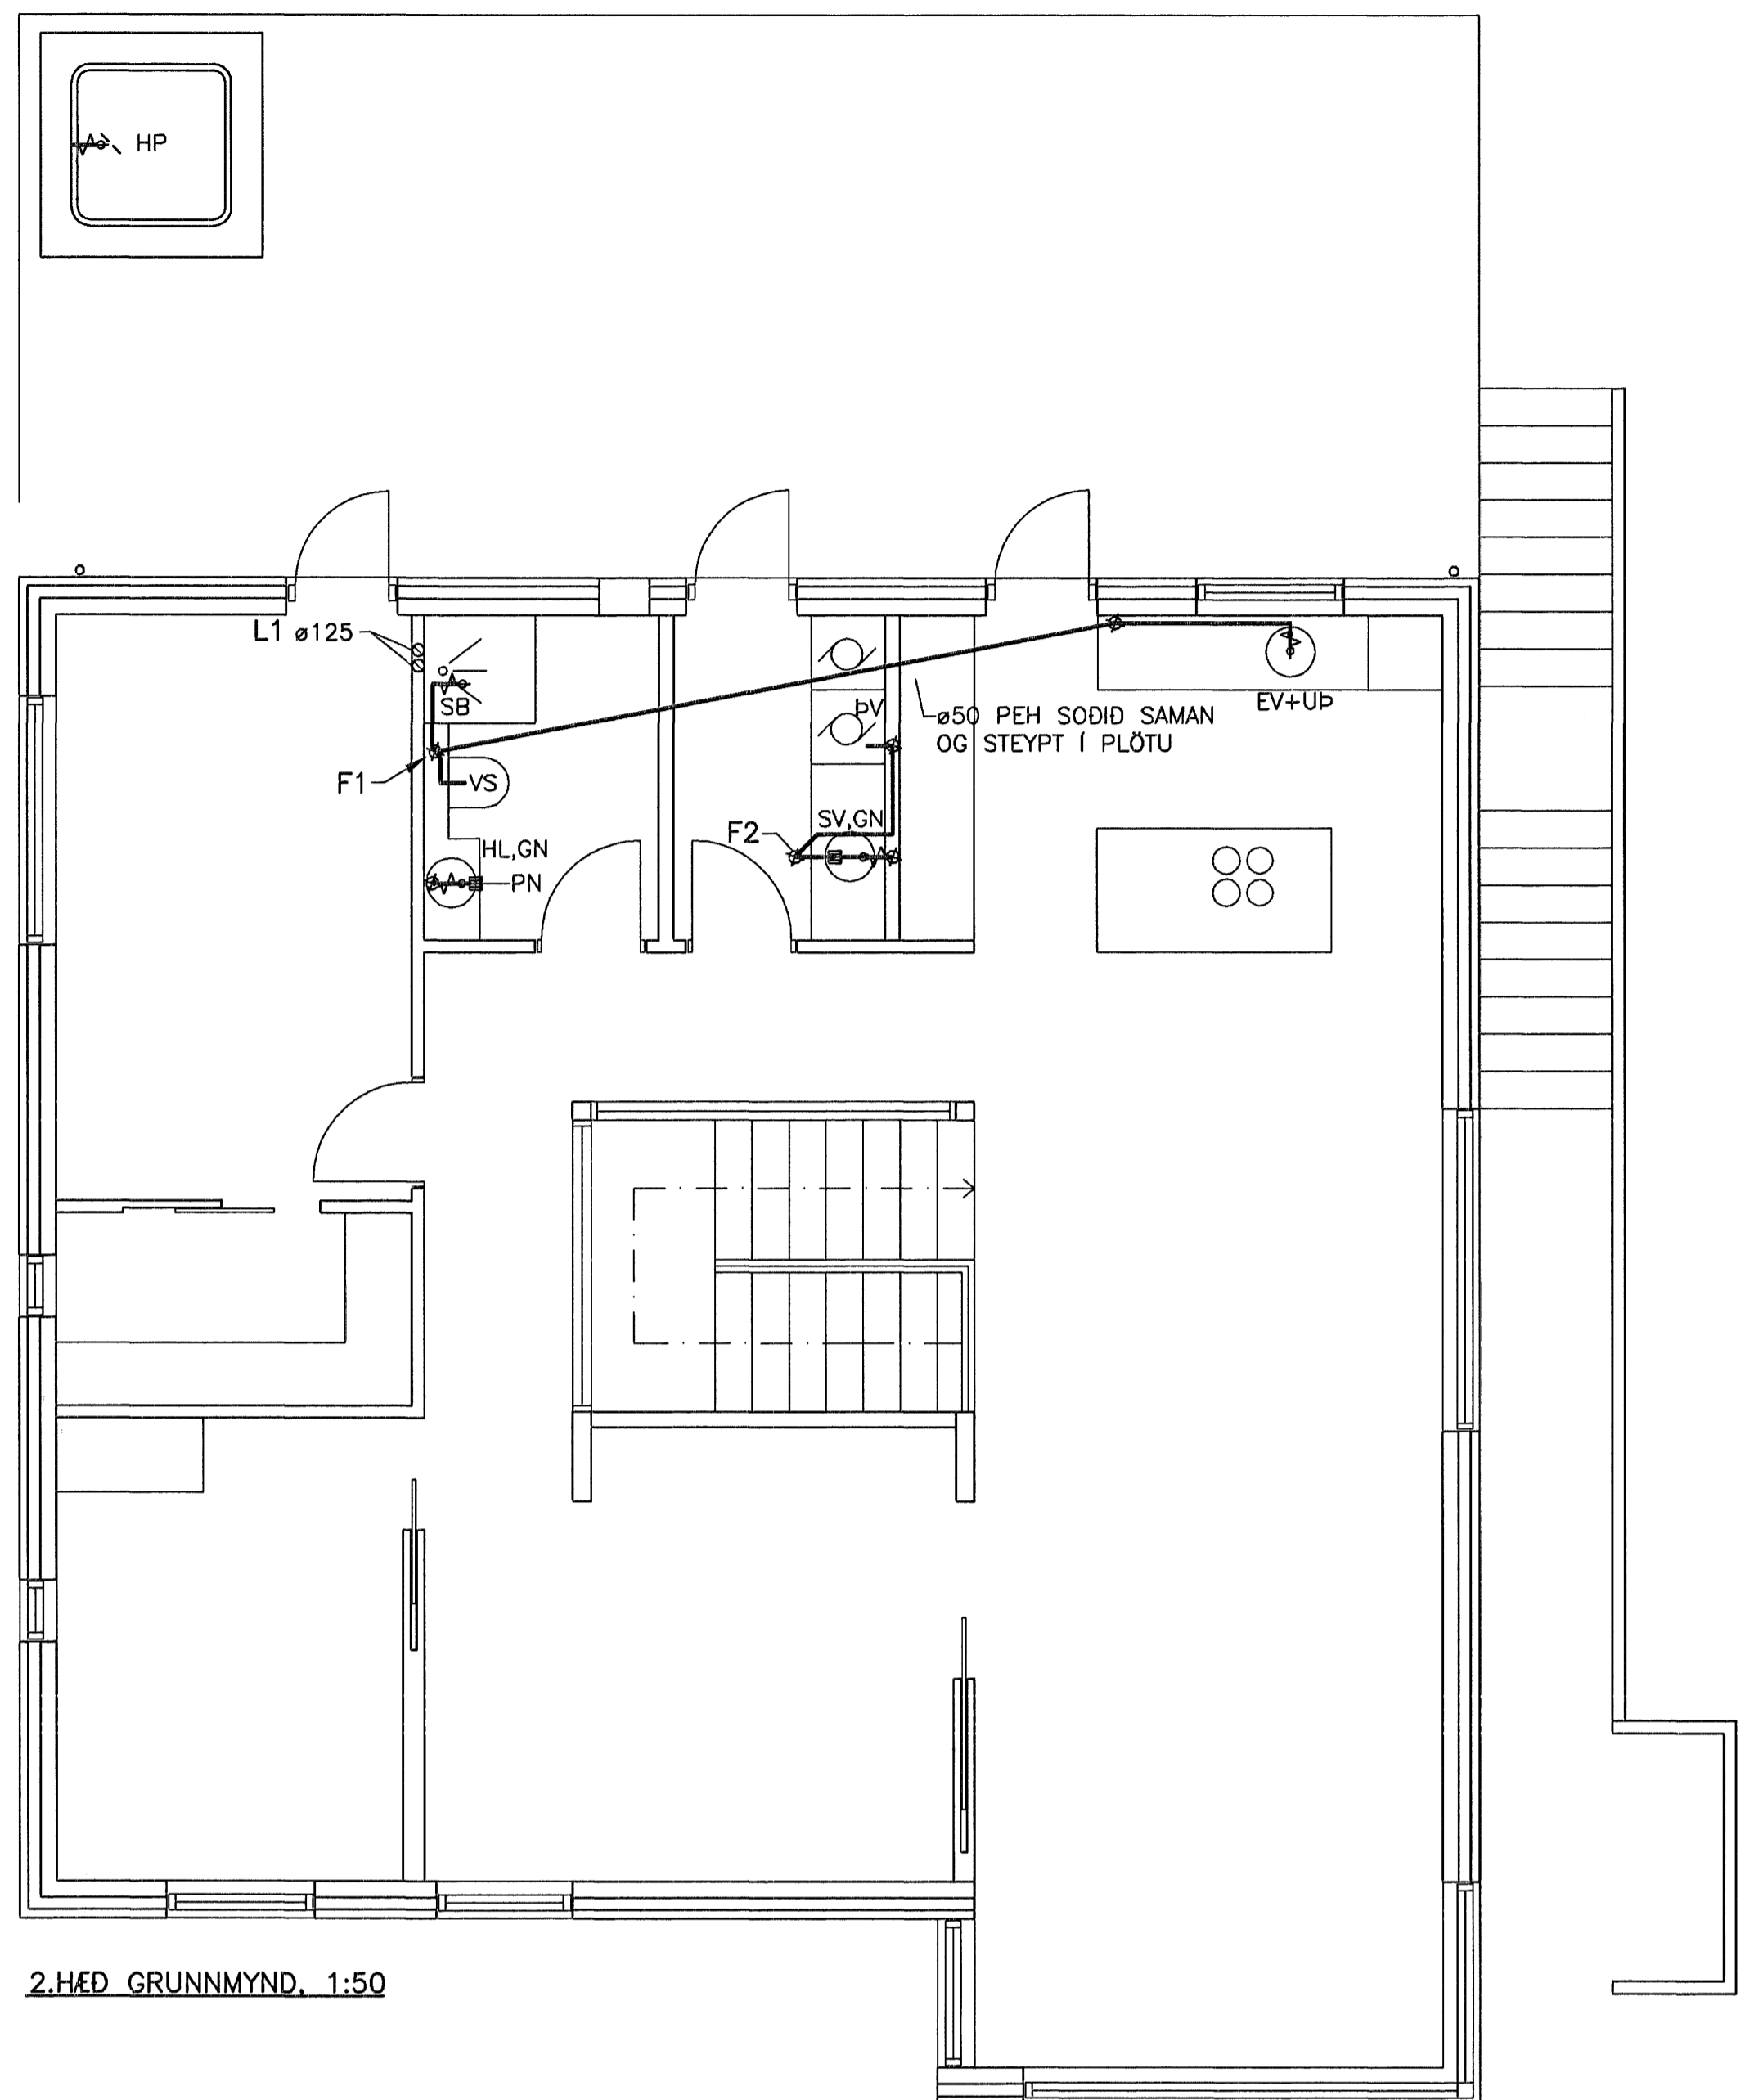 HP
L1 ø125
SB
ÞV
EV+UÞ
ø50 PEH SOÐIÐ SAMAN
OG STEYPT Í PLÖTU
F1
VS
SV,GN
F2
HL,GN
PN
2.HÆÐ GRUNNMYND, 1:50